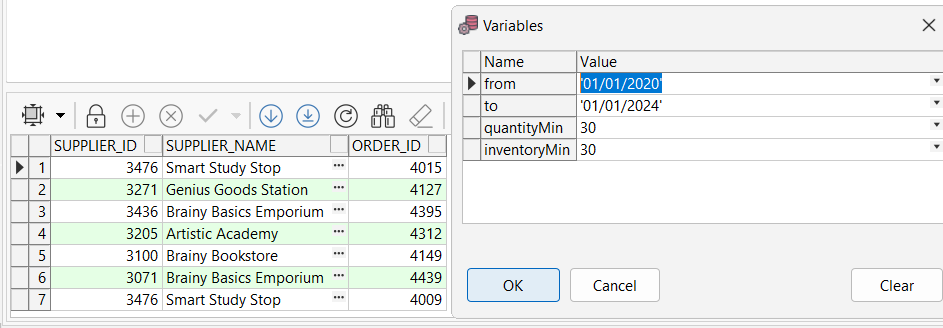 Variables
Name Value
from '01/01/2020'
to '01/01/2024'
quantityMin 30
inventoryMin 30
OK Cancel Clear
SUPPLIER_ID SUPPLIER_NAME ORDER_ID
1 3476 Smart Study Stop ... 4015
2 3271 Genius Goods Station ... 4127
3 3436 Brainy Basics Emporium ... 4395
4 3205 Artistic Academy ... 4312
5 3100 Brainy Bookstore ... 4149
6 3071 Brainy Basics Emporium ... 4439
7 3476 Smart Study Stop ... 4009